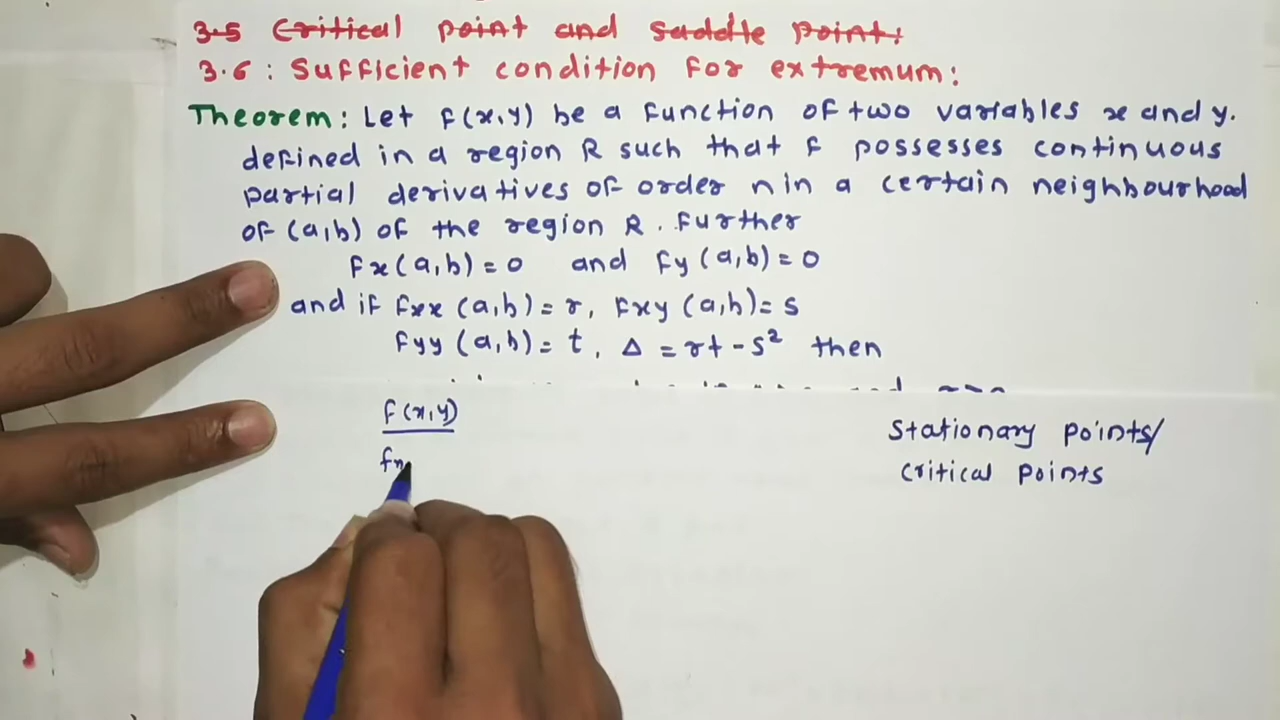 3.5 Critical point and saddle point:
3.6: Sufficient condition for extremum:
Theorem: Let f(x,y) be a function of two variables x and y.
defined in a region R such that f possesses continuous
partial derivatives of order n in a certain neighbourhood
of (a,b) of the region R. Further
fx(a,b)=0 and fy(a,b)=0
and if fxx(a,b)=r, fxy(a,b)=s
fyy(a,b)=t, Δ=rt-s² then
f(x,y)
Stationary points/
critical points
fx